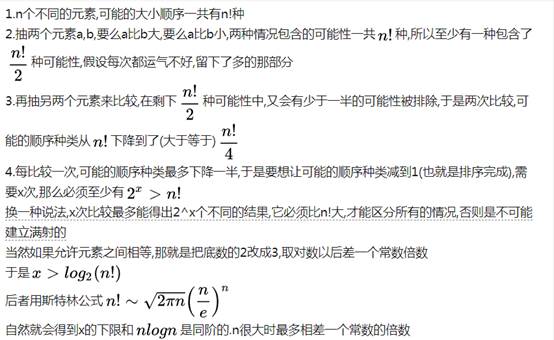 1.n个不同的元素,可能的大小顺序一共有n!种
2.抽两个元素a,b,要么a比b大,要么a比b小,两种情况包含的可能性一共 n! 种,所以至少有一种包含了
n!/2 种可能性,假设每次都运气不好,留下了多的那部分
3.再抽另两个元素来比较,在剩下 n!/2 种可能性中,又会有少于一半的可能性被排除,于是两次比较,可
能的顺序种类从 n! 下降到了(大于等于) n!/4
4.每比较一次,可能的顺序种类最多下降一半,于是要想让可能的顺序种类减到1(也就是排序完成),需
要x次,那么必须至少有 2^x > n!
换一种说法,x次比较最多能得出2^x个不同的结果,它必须比n!大,才能区分所有的情况,否则是不可能
建立满射的
当然如果允许元素之间相等,那就是把底数的2改成3,取对数以后差一个常数倍数
于是 x > log₂(n!)
后者用斯特林公式 n! ∼ √(2πn) (n/e)^n
自然就会得到x的下限和 nlogn 是同阶的.n很大时最多相差一个常数的倍数